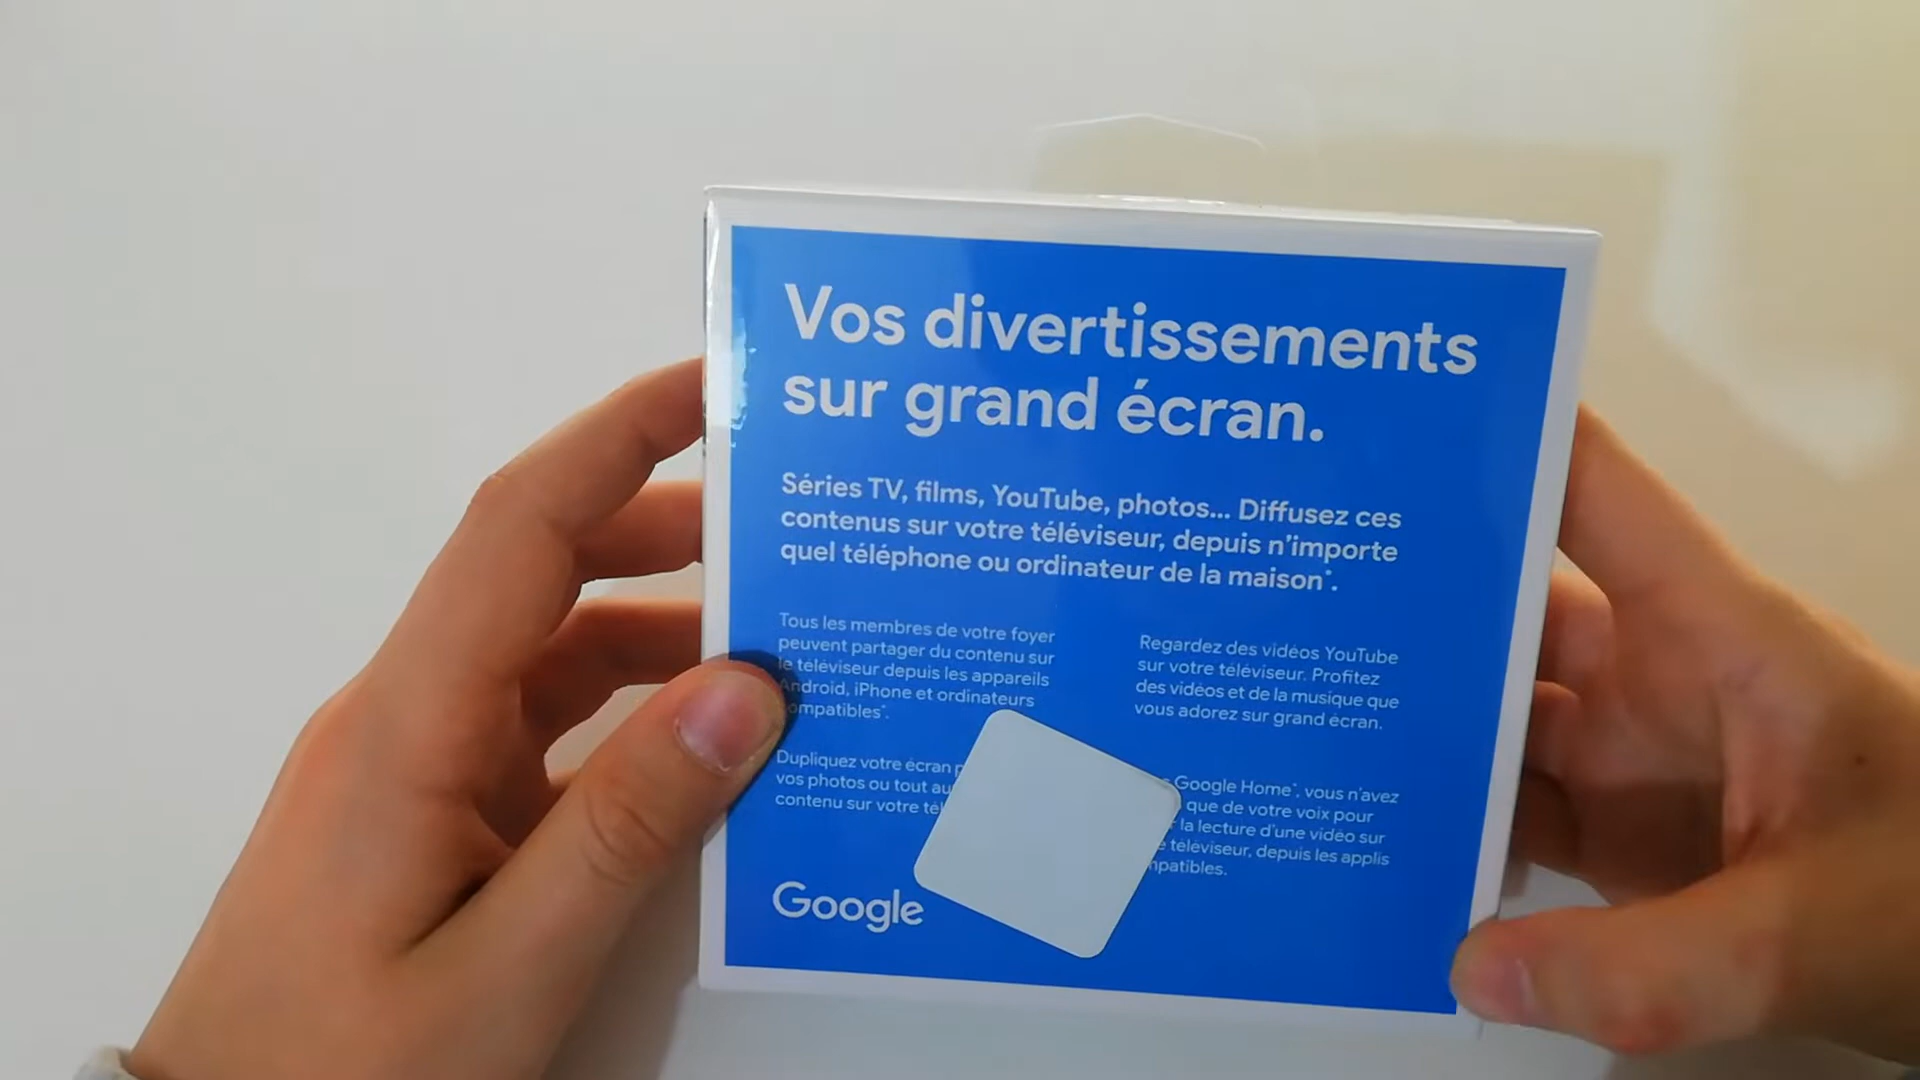 Vos divertissements
sur grand écran.
Séries TV, films, YouTube, photos... Diffusez ces
contenus sur votre téléviseur, depuis n'importe
quel téléphone ou ordinateur de la maison*.
Tous les membres de votre foyer
peuvent partager du contenu sur
le téléviseur depuis les appareils
Android, iPhone et ordinateurs
compatibles*.
Dupliquez votre écran
vos photos ou tout
contenu sur votre
Regardez des vidéos YouTube
sur votre téléviseur. Profitez
des vidéos et de la musique que
vous adorez sur grand écran.
Google Home*, vous n'avez
que de votre voix pour
la lecture d'une vidéo sur
téléviseur, depuis les applis
Google